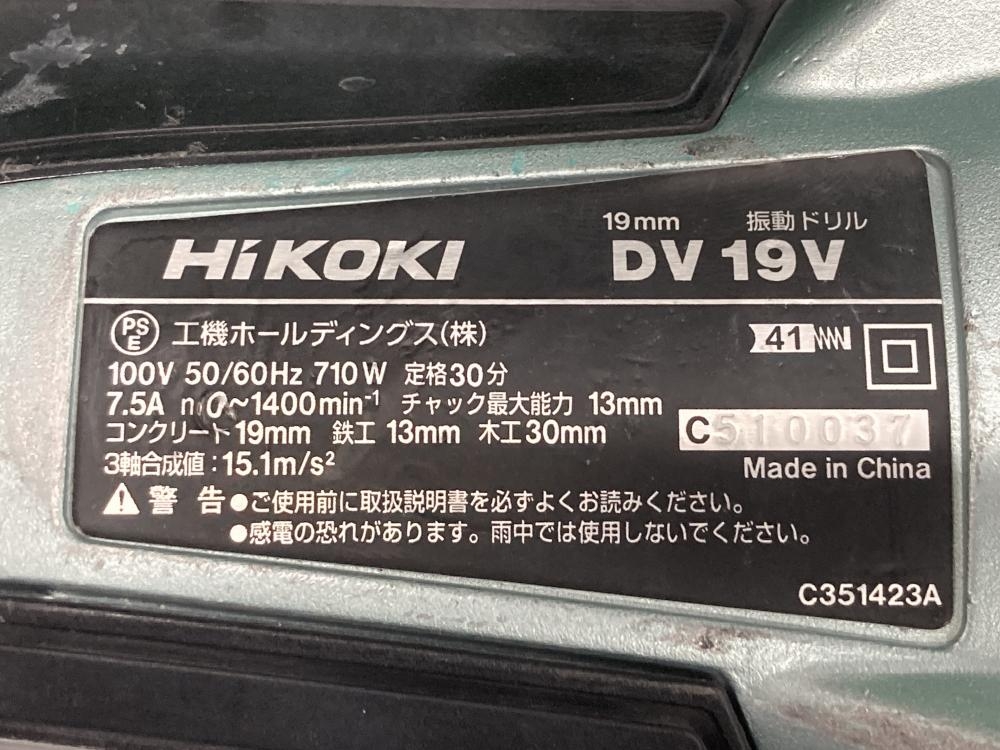 HiKOKI
19mm 振動ドリル
DV 19V
PSE 工機ホールディングス(株)
41
100V 50/60Hz 710W 定格30分
7.5A n₀ 0~1400min⁻¹ チャック最大能力 13mm
コンクリート19mm 鉄工 13mm 木工30mm
C510037
3軸合成値:15.1m/s²
Made in China
⚠ 警 告 ●ご使用前に取扱説明書を必ずよくお読みください。
●感電の恐れがあります。雨中では使用しないでください。
C351423A